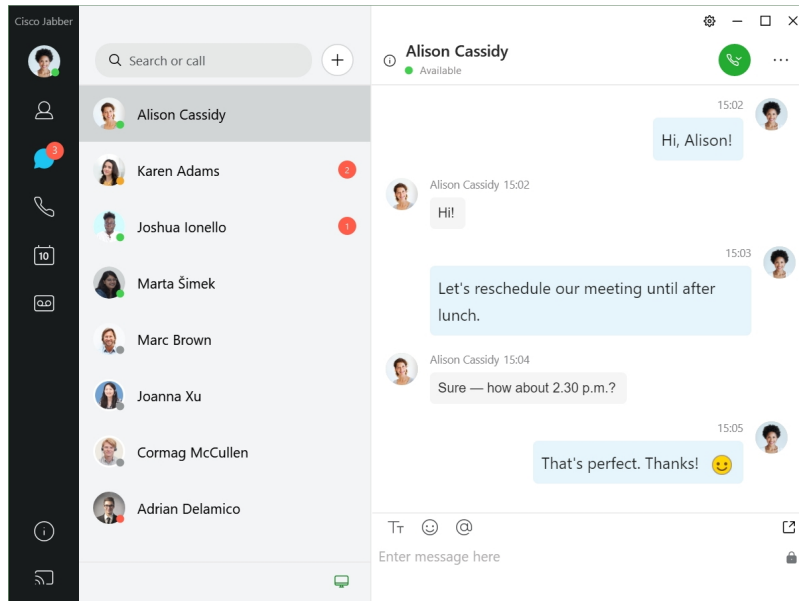 Cisco Jabber
3
10
Search or call
Alison Cassidy
Karen Adams
2
Joshua Ionello
1
Marta Šimek
Marc Brown
Joanna Xu
Cormag McCullen
Adrian Delamico
Alison Cassidy
Available
15:02
Hi, Alison!
Alison Cassidy 15:02
Hi!
15:03
Let's reschedule our meeting until after
lunch.
Alison Cassidy 15:04
Sure — how about 2.30 p.m.?
15:05
That's perfect. Thanks!
Enter message here